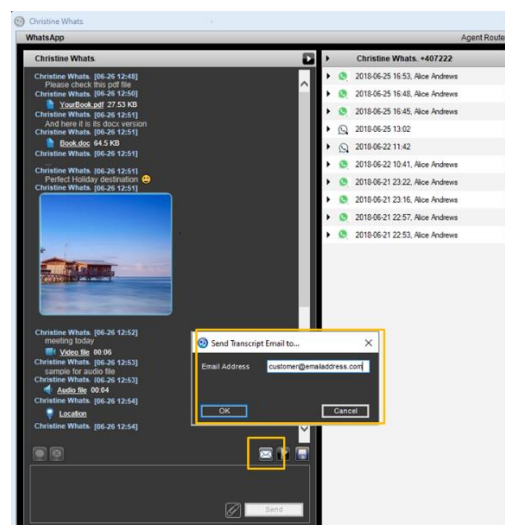 Christine Whats.
WhatsApp
Agent Route
Christine Whats.
Christine Whats. [06-26 12:48]
Please check this pdf file
Christine Whats. [06-26 12:50]
YourBook.pdf 27.53 KB
Christine Whats. [06-26 12:51]
And here it is its docx version
Christine Whats. [06-26 12:51]
Book.doc 64.5 KB
Christine Whats. [06-26 12:51]
...
Christine Whats. [06-26 12:51]
Perfect Holiday destination 😀
Christine Whats. [06-26 12:51]
Christine Whats. [06-26 12:52]
meeting today
Video file 00:06
Christine Whats. [06-26 12:53]
sample for audio file
Christine Whats. [06-26 12:53]
Audio file 00:04
Christine Whats. [06-26 12:54]
Location
Christine Whats. [06-26 12:54]
Send
Christine Whats. +407222
2018-06-25 16:53, Alice Andrews
2018-06-25 16:48, Alice Andrews
2018-06-25 16:45, Alice Andrews
2018-06-25 13:02
2018-06-22 11:42
2018-06-22 10:41, Alice Andrews
2018-06-21 23:22, Alice Andrews
2018-06-21 23:16, Alice Andrews
2018-06-21 22:57, Alice Andrews
2018-06-21 22:53, Alice Andrews
Send Transcript Email to...
Email Address
customer@emailaddress.com
OK
Cancel